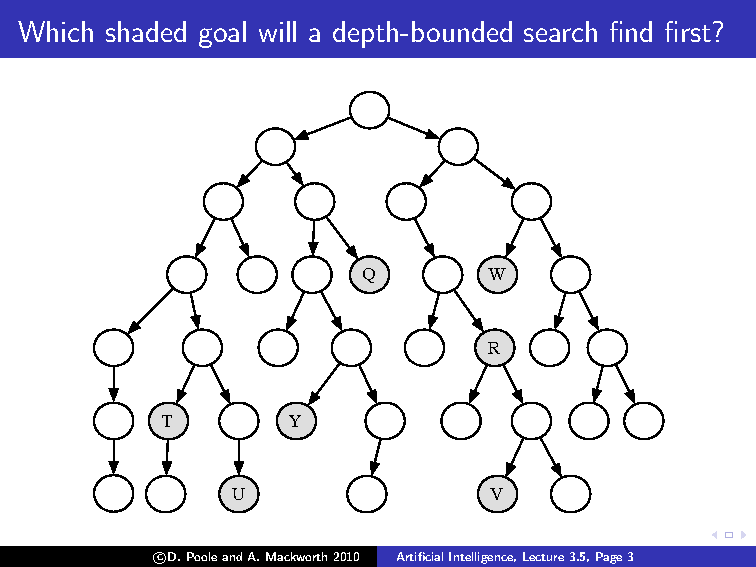 Which shaded goal will a depth-bounded search find first?
Q
W
R
T
Y
U
V
©D. Poole and A. Mackworth 2010
Artificial Intelligence, Lecture 3.5, Page 3